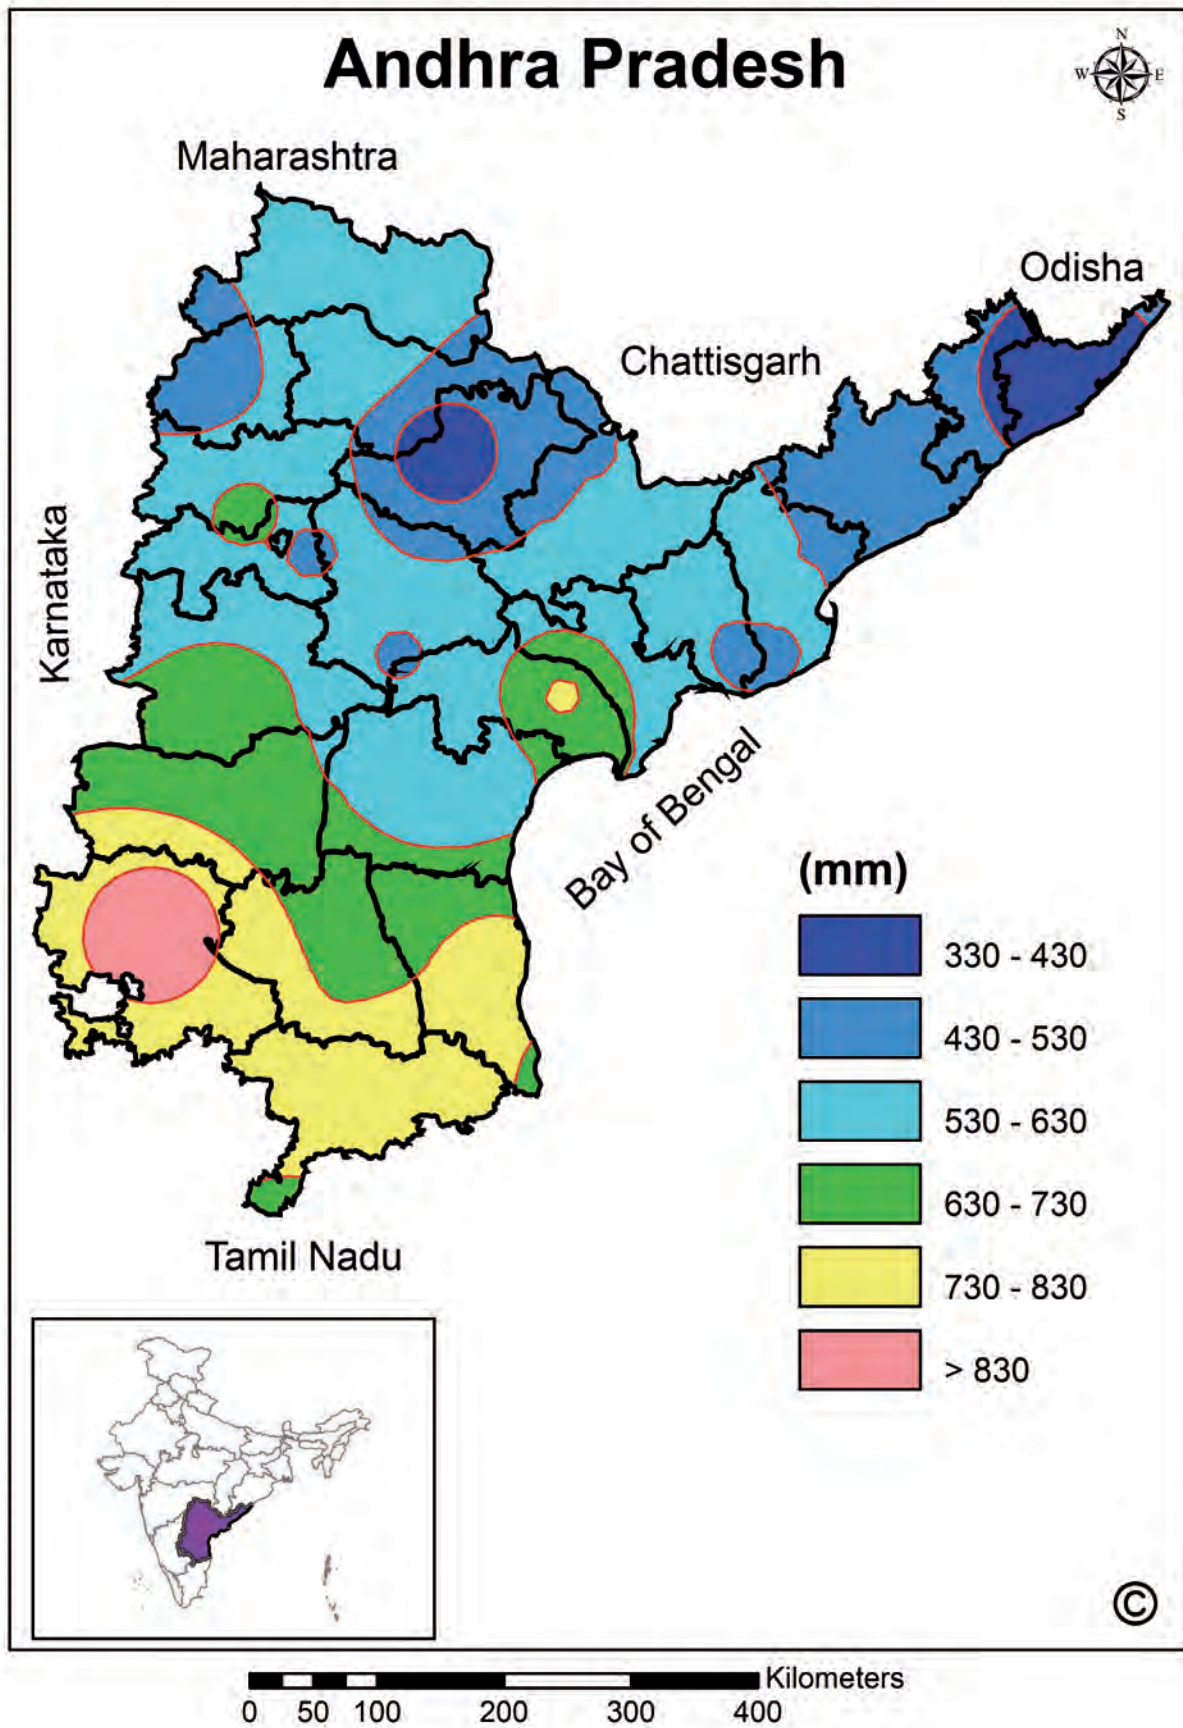 Andhra Pradesh
N
W
E
S
Maharashtra
Odisha
Chattisgarh
Karnataka
Bay of Bengal
(mm)
330 - 430
430 - 530
530 - 630
630 - 730
730 - 830
> 830
Tamil Nadu
©
Kilometers
0 50 100 200 300 400